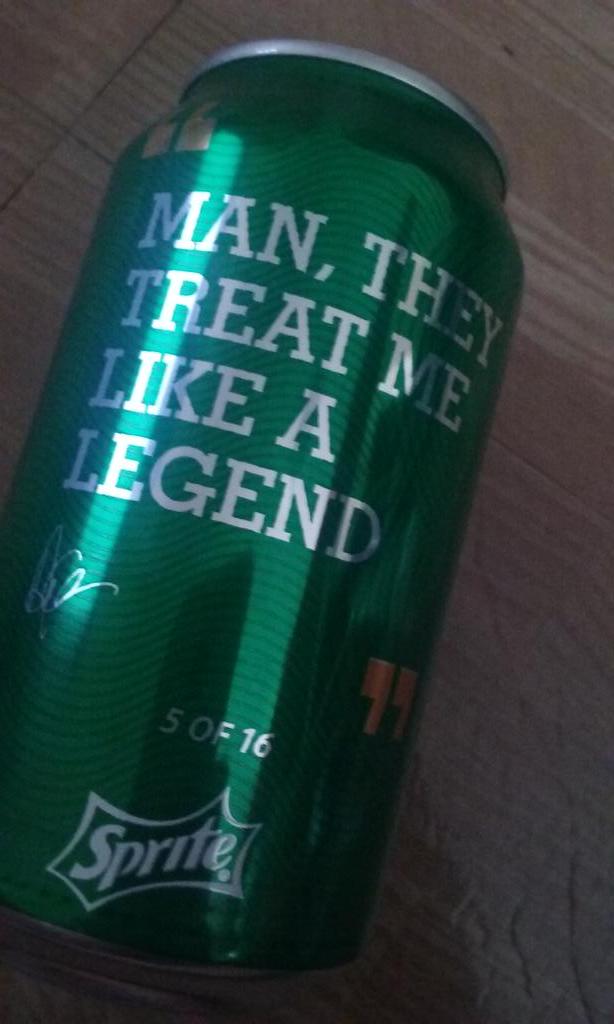 “
MAN, THEY
TREAT ME
LIKE A
LEGEND
”
5 OF 16
Sprite